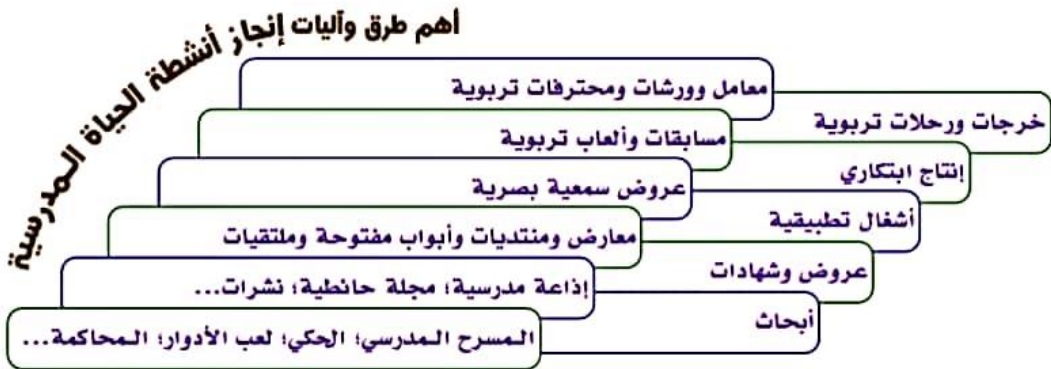 أهم طرق وآليات إنجاز أنشطة الحياة المدرسية
معامل وورشات ومحترفات تربوية
خرجات ورحلات تربوية
مسابقات وألعاب تربوية
إنتاج ابتكاري
عروض سمعية بصرية
أشغال تطبيقية
معارض ومنتديات وأبواب مفتوحة وملتقيات
عروض وشهادات
إذاعة مدرسية؛ مجلة حائطية؛ نشرات...
أبحاث
المسرح المدرسي؛ الحكي؛ لعب الأدوار؛ المحاكمة...